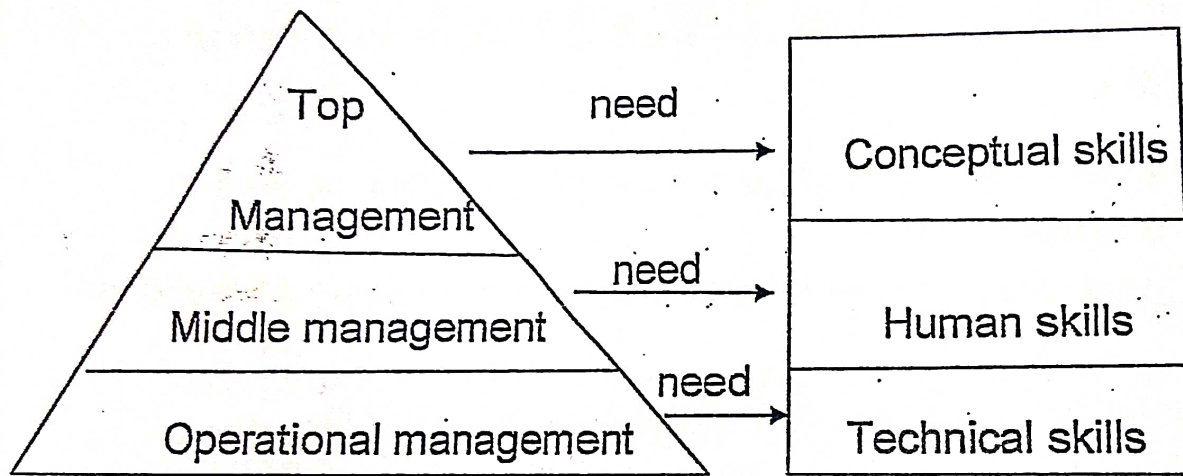 Top
need
Conceptual skills
Management
need
Middle management
Human skills
need
Operational management
Technical skills